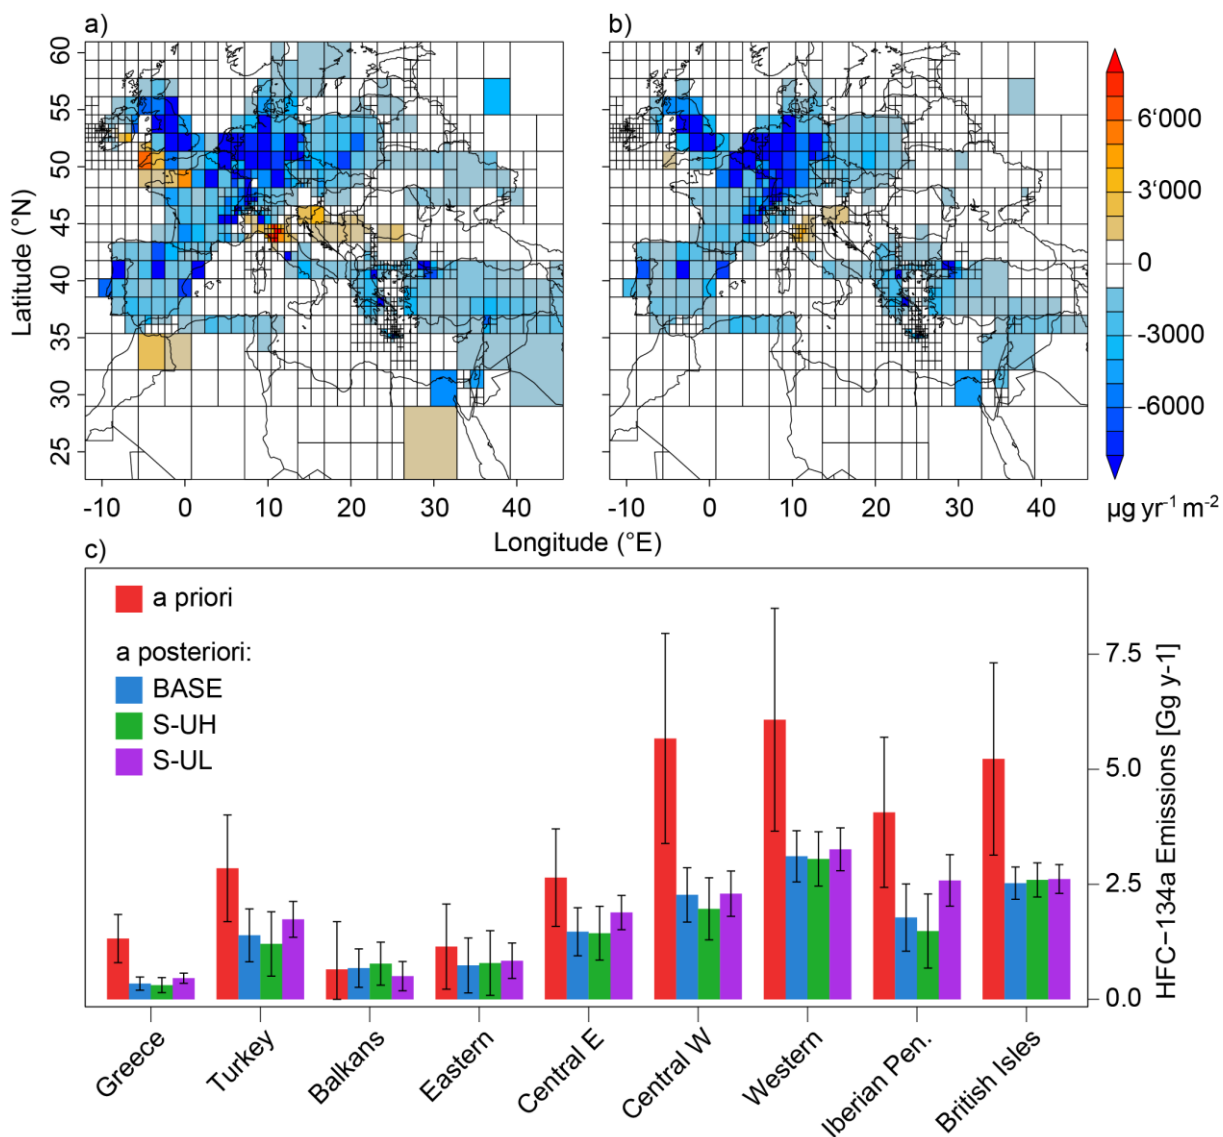 a)
b)
60
55
50
45
40
35
30
25
Latitude (°N)
-10 0 10 20 30 40
-10 0 10 20 30 40
Longitude (°E)
6‘000
3‘000
0
-3000
-6000
µg yr-1 m-2
c)
a priori
a posteriori:
BASE
S-UH
S-UL
7.5
5.0
2.5
0.0
HFC−134a Emissions [Gg y-1]
Greece
Turkey
Balkans
Eastern
Central E
Central W
Western
Iberian Pen.
British Isles